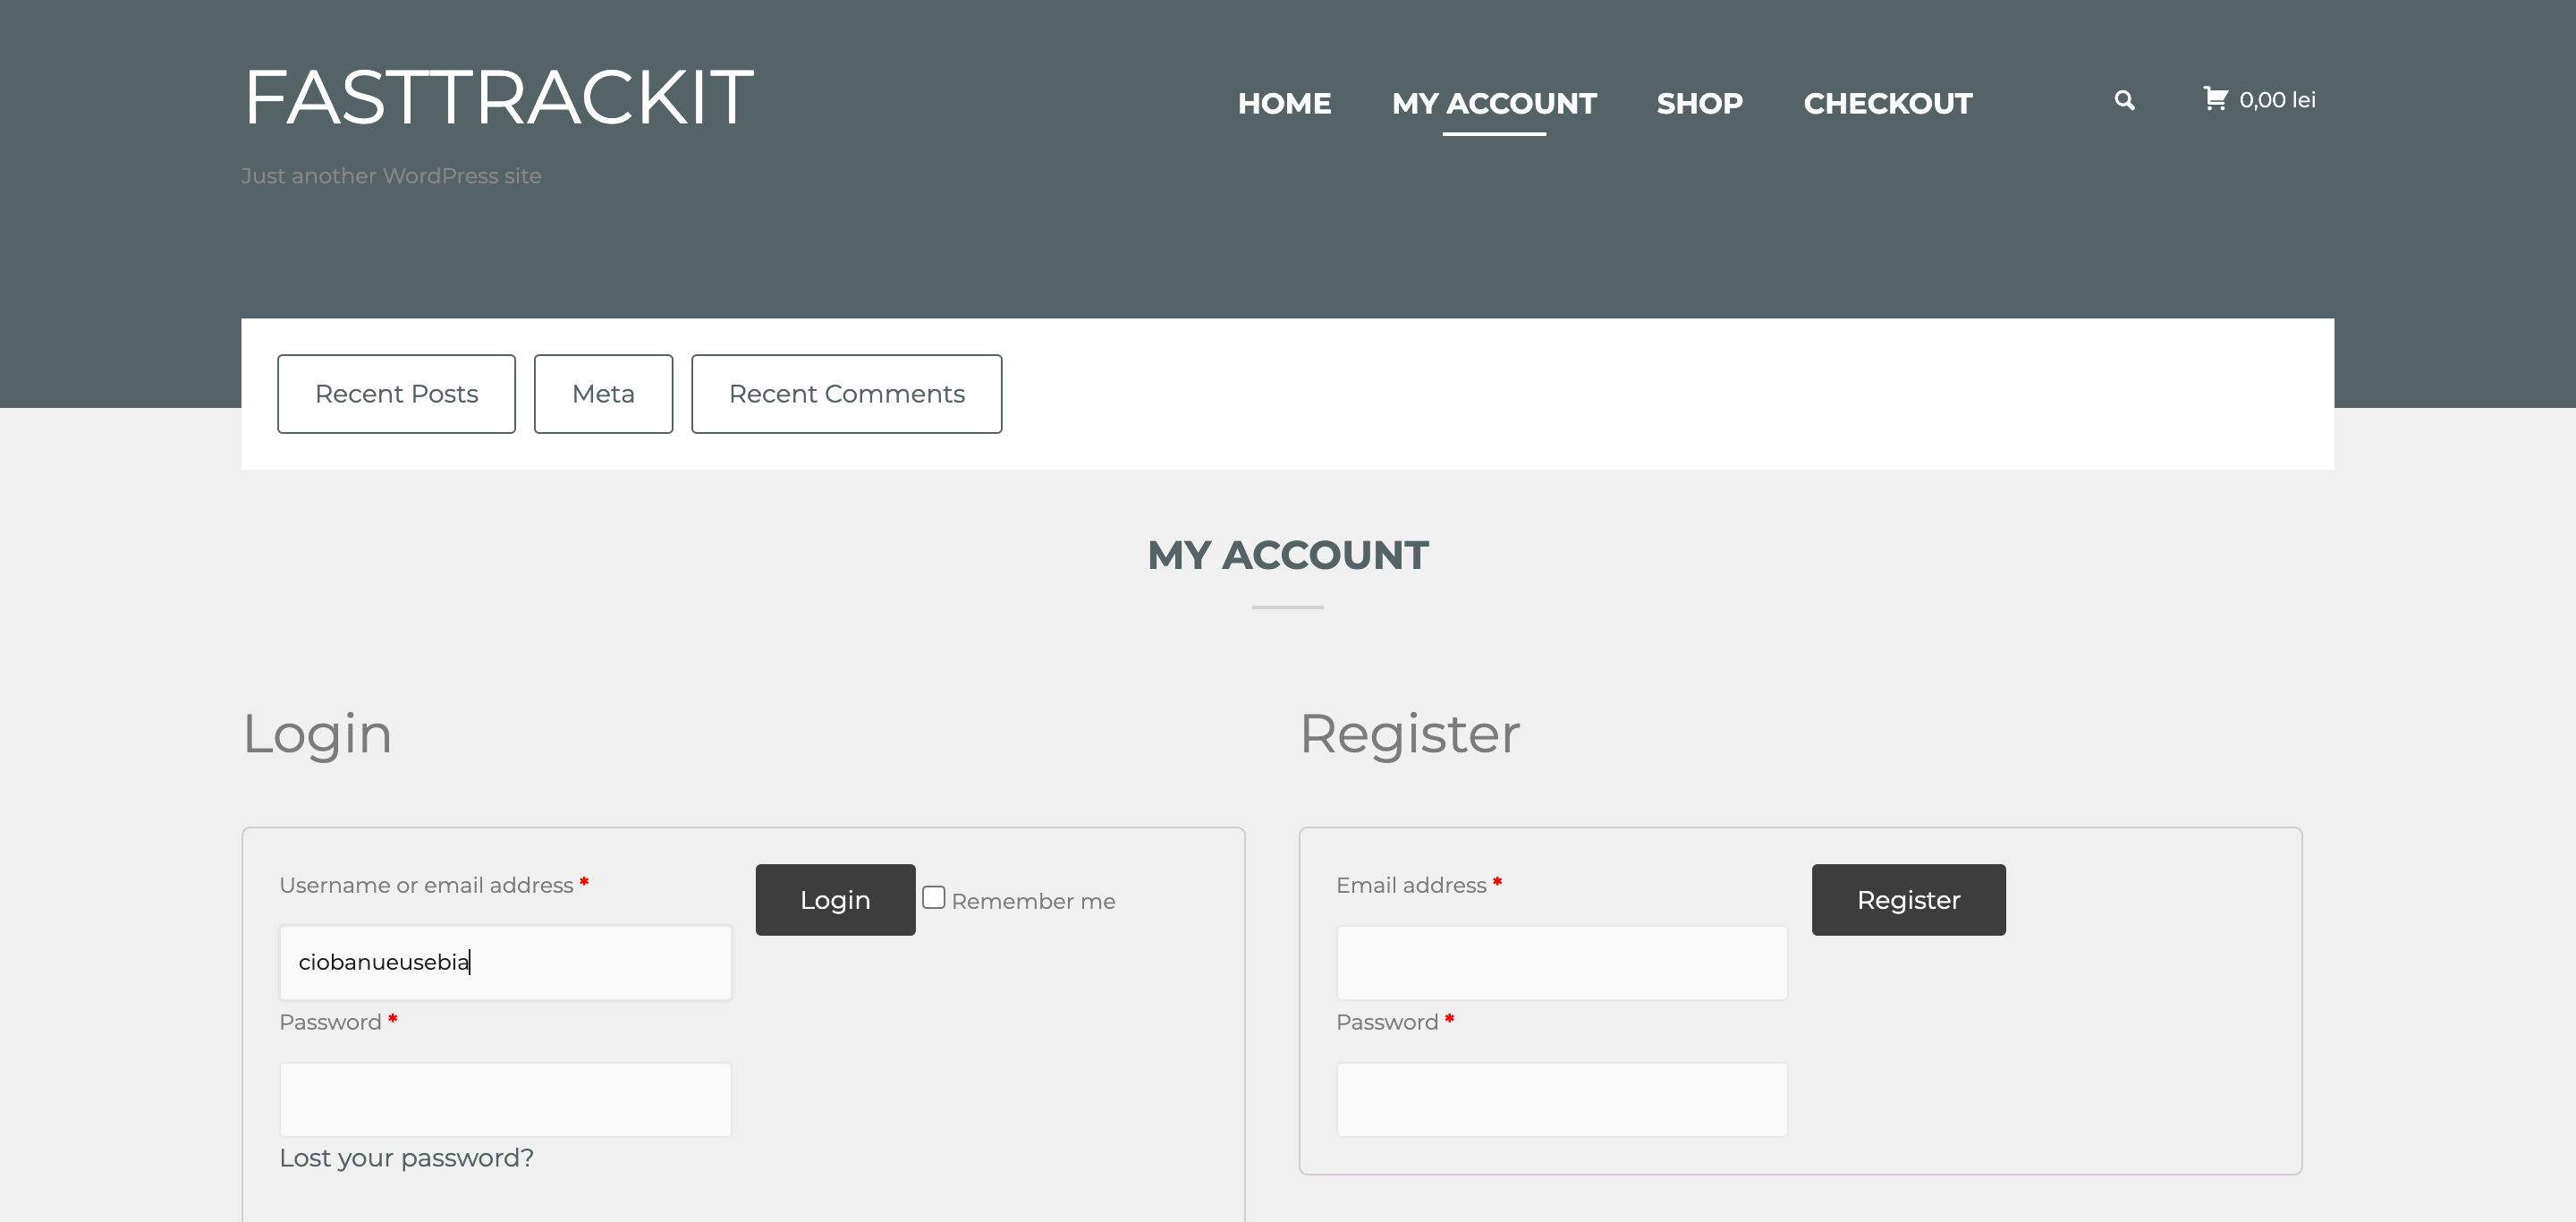 FASTTRACKIT
HOME MY ACCOUNT SHOP CHECKOUT 0,00 lei
Just another WordPress site
Recent Posts Meta Recent Comments
MY ACCOUNT
Login
Username or email address *
Login Remember me
ciobanueusebia
Password *
Lost your password?
Register
Email address *
Register
Password *